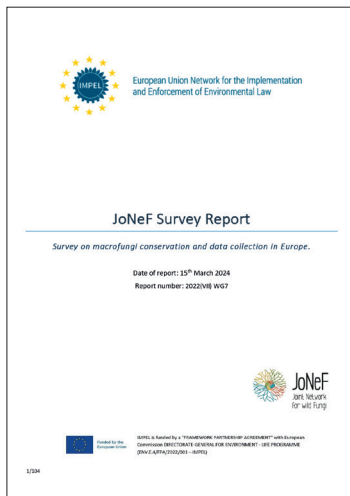 IMPEL
European Union Network for the Implementation
and Enforcement of Environmental Law
JoNeF Survey Report
Survey on macrofungi conservation and data collection in Europe.
Date of report: 15th March 2024
Report number: 2022(VII) WG7
JoNeF
Joint Network
for wild Fungi
Funded by the
European Union
IMPEL is funded by a "FRAMEWORK PARTNERSHIP AGREEMENT" with European
Commission DIRECTORATE-GENERAL FOR ENVIRONMENT - LIFE PROGRAMME
(ENV.E.4/FPA/2022/001 – IMPEL)
1/104